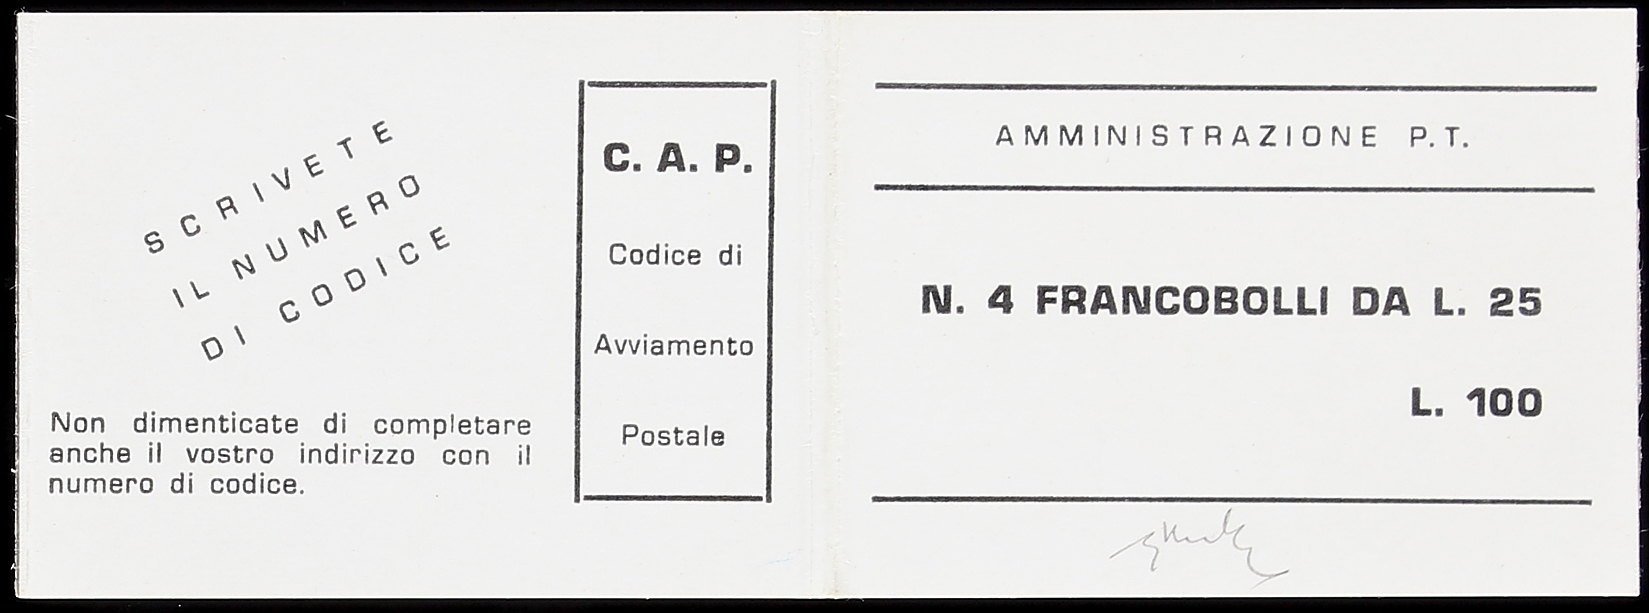 SCRIVETE
IL NUMERO
DI CODICE
Non dimenticate di completare
anche il vostro indirizzo con il
numero di codice.
C. A. P.
Codice di
Avviamento
Postale
AMMINISTRAZIONE P.T.
N. 4 FRANCOBOLLI DA L. 25
L. 100